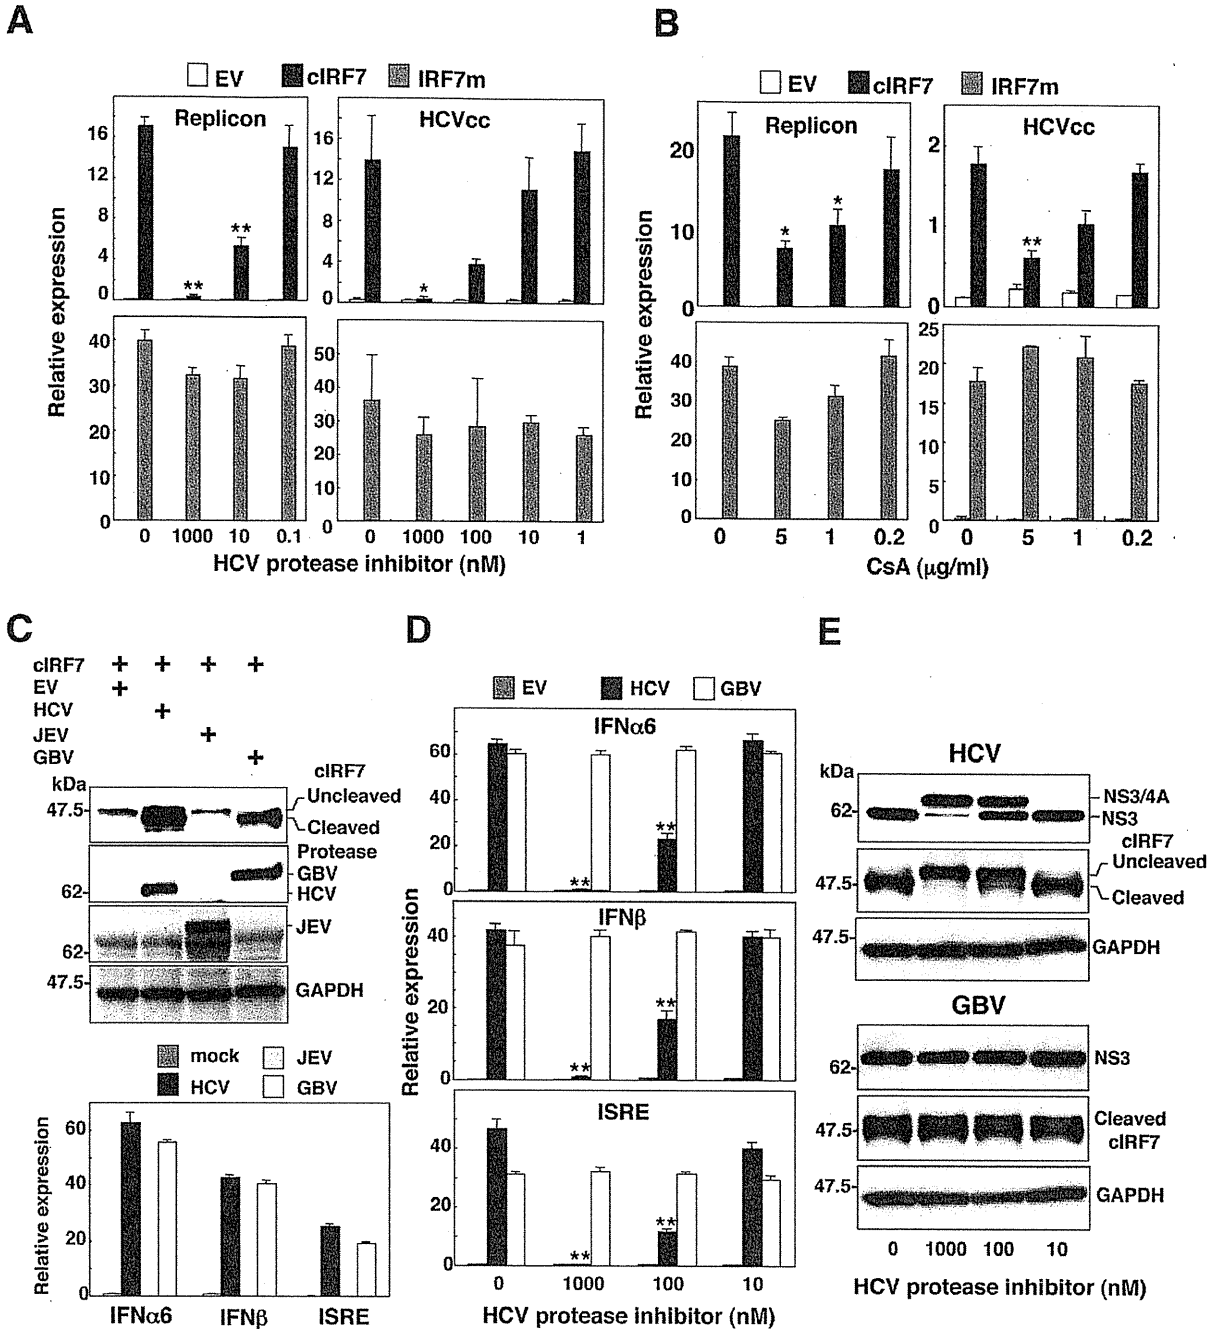 A
EV cIRF7 IRF7m
Replicon
HCVcc
Relative expression
16
12
8
4
0
16
12
8
4
0
**
**
*
40
30
20
10
0
50
40
30
20
10
0
0 1000 10 0.1
0 1000 100 10 1
HCV protease inhibitor (nM)
B
EV cIRF7 IRF7m
Replicon
HCVcc
Relative expression
20
10
0
2
1
0
*
*
**
40
30
20
10
0
25
20
15
10
5
0
0 5 1 0.2
0 5 1 0.2
CsA (μg/ml)
C
cIRF7 + + + +
EV +
HCV +
JEV +
GBV +
kDa
cIRF7
47.5-
Uncleaved
Cleaved
Protease
GBV
62-
HCV
JEV
62-
47.5-
GAPDH
mock JEV
HCV GBV
Relative expression
60
40
20
0
IFNα6 IFNβ ISRE
D
EV HCV GBV
IFNα6
60
40
20
0
**
**
IFNβ
40
20
0
**
**
Relative expression
ISRE
40
20
0
**
**
0 1000 100 10
HCV protease inhibitor (nM)
E
HCV
kDa
62-
NS3/4A
NS3
cIRF7
Uncleaved
47.5-
Cleaved
47.5-
GAPDH
GBV
NS3
62-
Cleaved
47.5-
cIRF7
47.5-
GAPDH
0 1000 100 10
HCV protease inhibitor (nM)